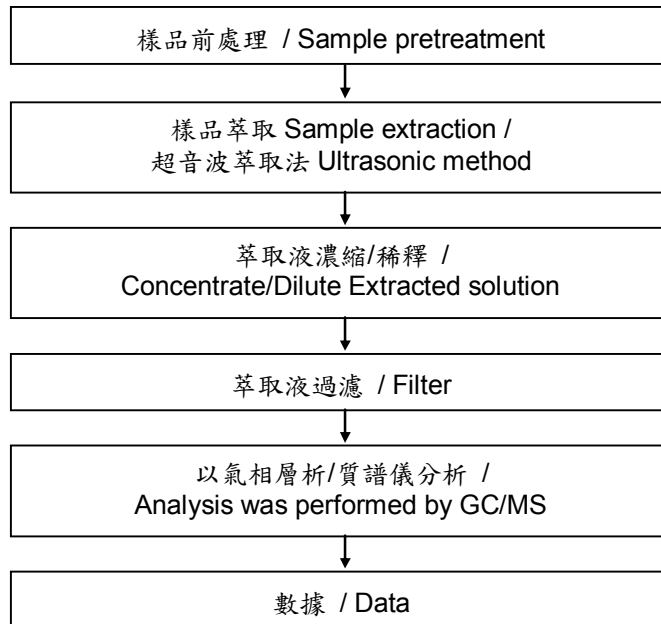 樣品前處理 / Sample pretreatment
樣品萃取 Sample extraction /
超音波萃取法 Ultrasonic method
萃取液濃縮/稀釋 /
Concentrate/Dilute Extracted solution
萃取液過濾 / Filter
以氣相層析/質譜儀分析 /
Analysis was performed by GC/MS
數據 / Data